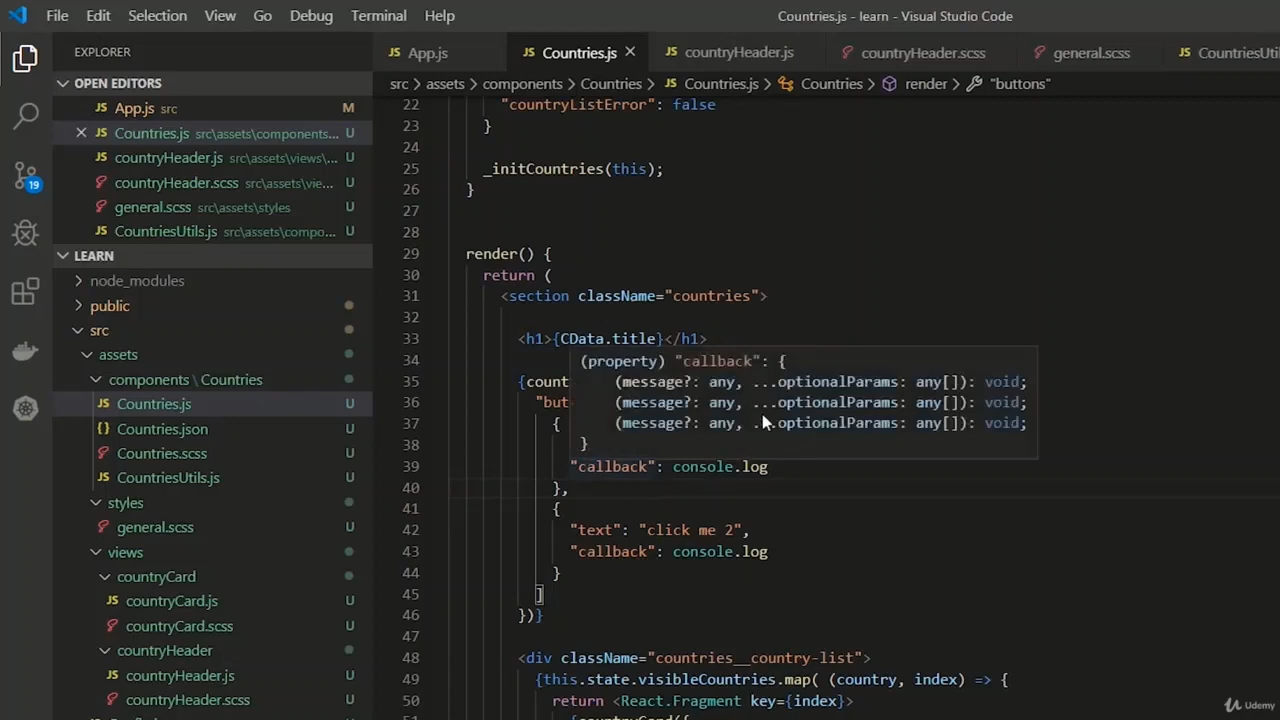 File Edit Selection View Go Debug Terminal Help
Countries.js - learn - Visual Studio Code
EXPLORER
JS App.js
JS Countries.js
JS countryHeader.js
countryHeader.scss
general.scss
JS CountriesUti
src > assets > components > Countries > JS Countries.js > Countries > render > "buttons"
OPEN EDITORS
JS App.js src M
JS Countries.js src\assets\components... U
JS countryHeader.js src\assets\views\... U
countryHeader.scss src\assets\vie... U
general.scss src\assets\styles U
JS CountriesUtils.js src\assets\compo... U
19
LEARN
node_modules
public
src
assets
components \ Countries
JS Countries.js U
{} Countries.json U
Countries.scss U
JS CountriesUtils.js U
styles
general.scss U
views
countryCard
JS countryCard.js U
countryCard.scss U
countryHeader
JS countryHeader.js U
countryHeader.scss U
22 "countryListError": false
23 }
24
25 _initCountries(this);
26 }
27
28
29 render() {
30 return (
31 <section className="countries">
32
33 <h1>{CData.title}</h1>
34
35 {count
36 "but
37 {
38
39 "callback": console.log
40 },
41 {
42 "text": "click me 2",
43 "callback": console.log
44 }
45 ]
46 })}
47
48 <div className="countries__country-list">
49 {this.state.visibleCountries.map( (country, index) => {
50 return <React.Fragment key={index}>
51 {countryCard({
(property) "callback": {
(message?: any, ...optionalParams: any[]): void;
(message?: any, ...optionalParams: any[]): void;
(message?: any, ...optionalParams: any[]): void;
}
Udemy